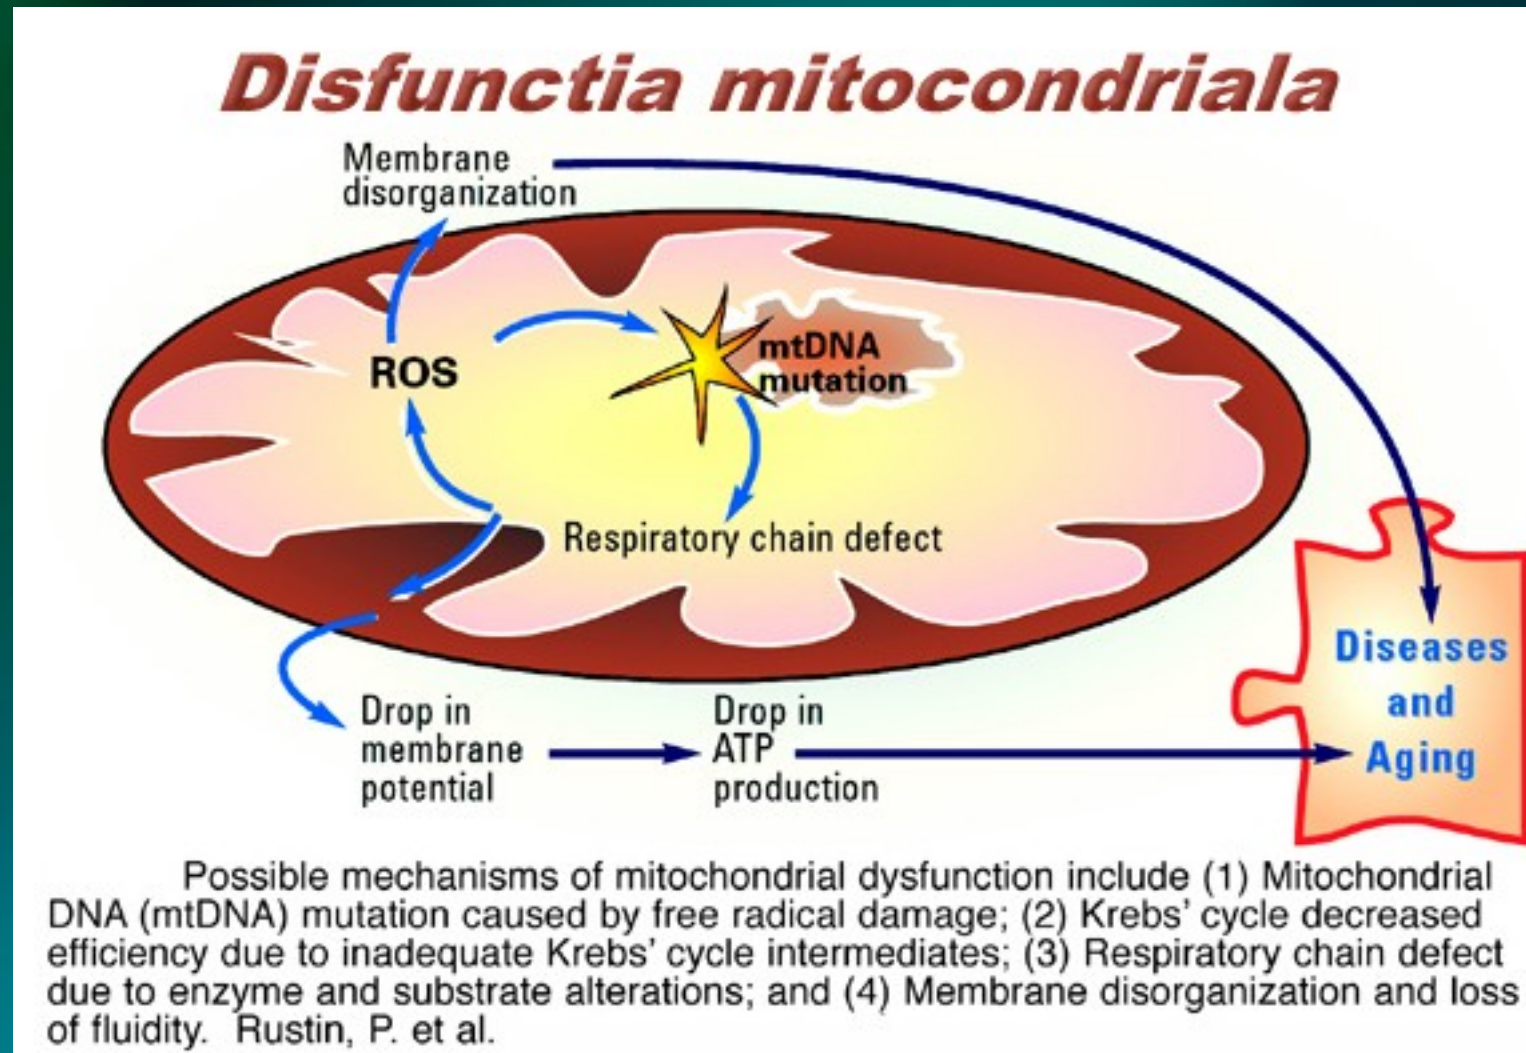 Disfunctia mitocondriala
Membrane
disorganization
ROS
mtDNA
mutation
Respiratory chain defect
Drop in
membrane
potential
Drop in
ATP
production
Diseases
and
Aging
Possible mechanisms of mitochondrial dysfunction include (1) Mitochondrial
DNA (mtDNA) mutation caused by free radical damage; (2) Krebs' cycle decreased
efficiency due to inadequate Krebs' cycle intermediates; (3) Respiratory chain defect
due to enzyme and substrate alterations; and (4) Membrane disorganization and loss
of fluidity. Rustin, P. et al.